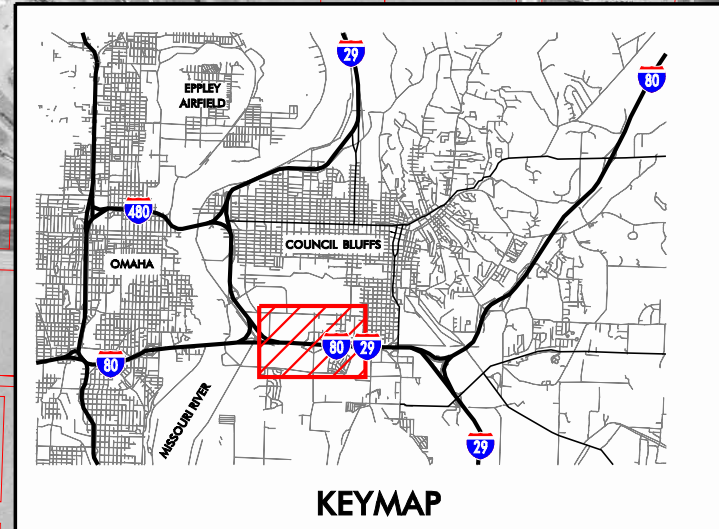 29
80
EPPLEY
AIRFIELD
480
COUNCIL BLUFFS
OMAHA
80 29
80
MISSOURI RIVER
29
KEYMAP